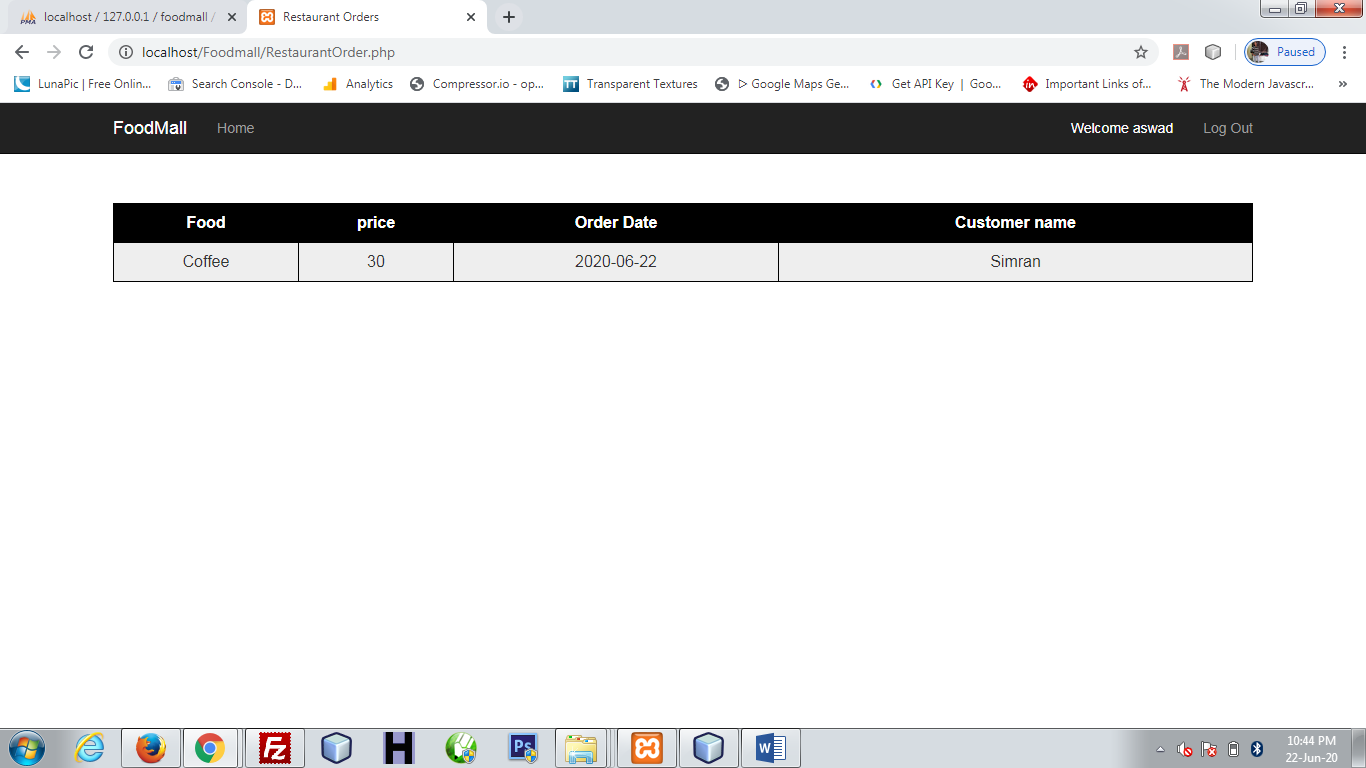 localhost / 127.0.0.1 / foodmall /
Restaurant Orders
localhost/Foodmall/RestaurantOrder.php
Paused
LunaPic | Free Onlin...
Search Console - D...
Analytics
Compressor.io - op...
TT
Transparent Textures
▷ Google Maps Ge...
Get API Key | Goo...
Important Links of...
The Modern Javascr...
»
FoodMall
Home
Welcome aswad
Log Out
Food price Order Date Customer name
Coffee 30 2020-06-22 Simran
10:44 PM
22-Jun-20